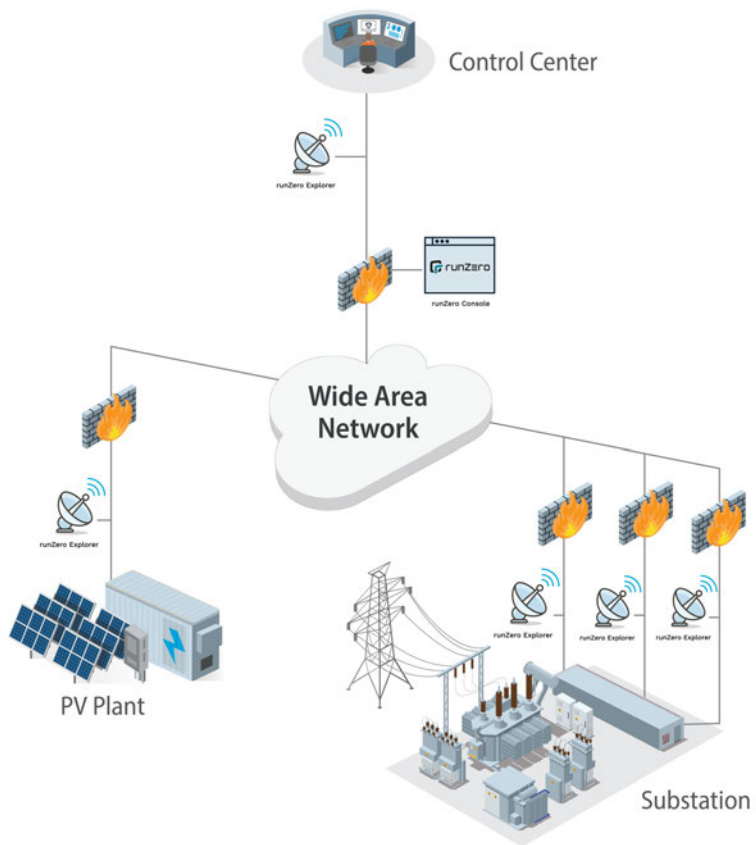 Control Center
runZero Explorer
runZero
runZero Console
Wide Area
Network
runZero Explorer
runZero Explorer
runZero Explorer
runZero Explorer
PV Plant
Substation